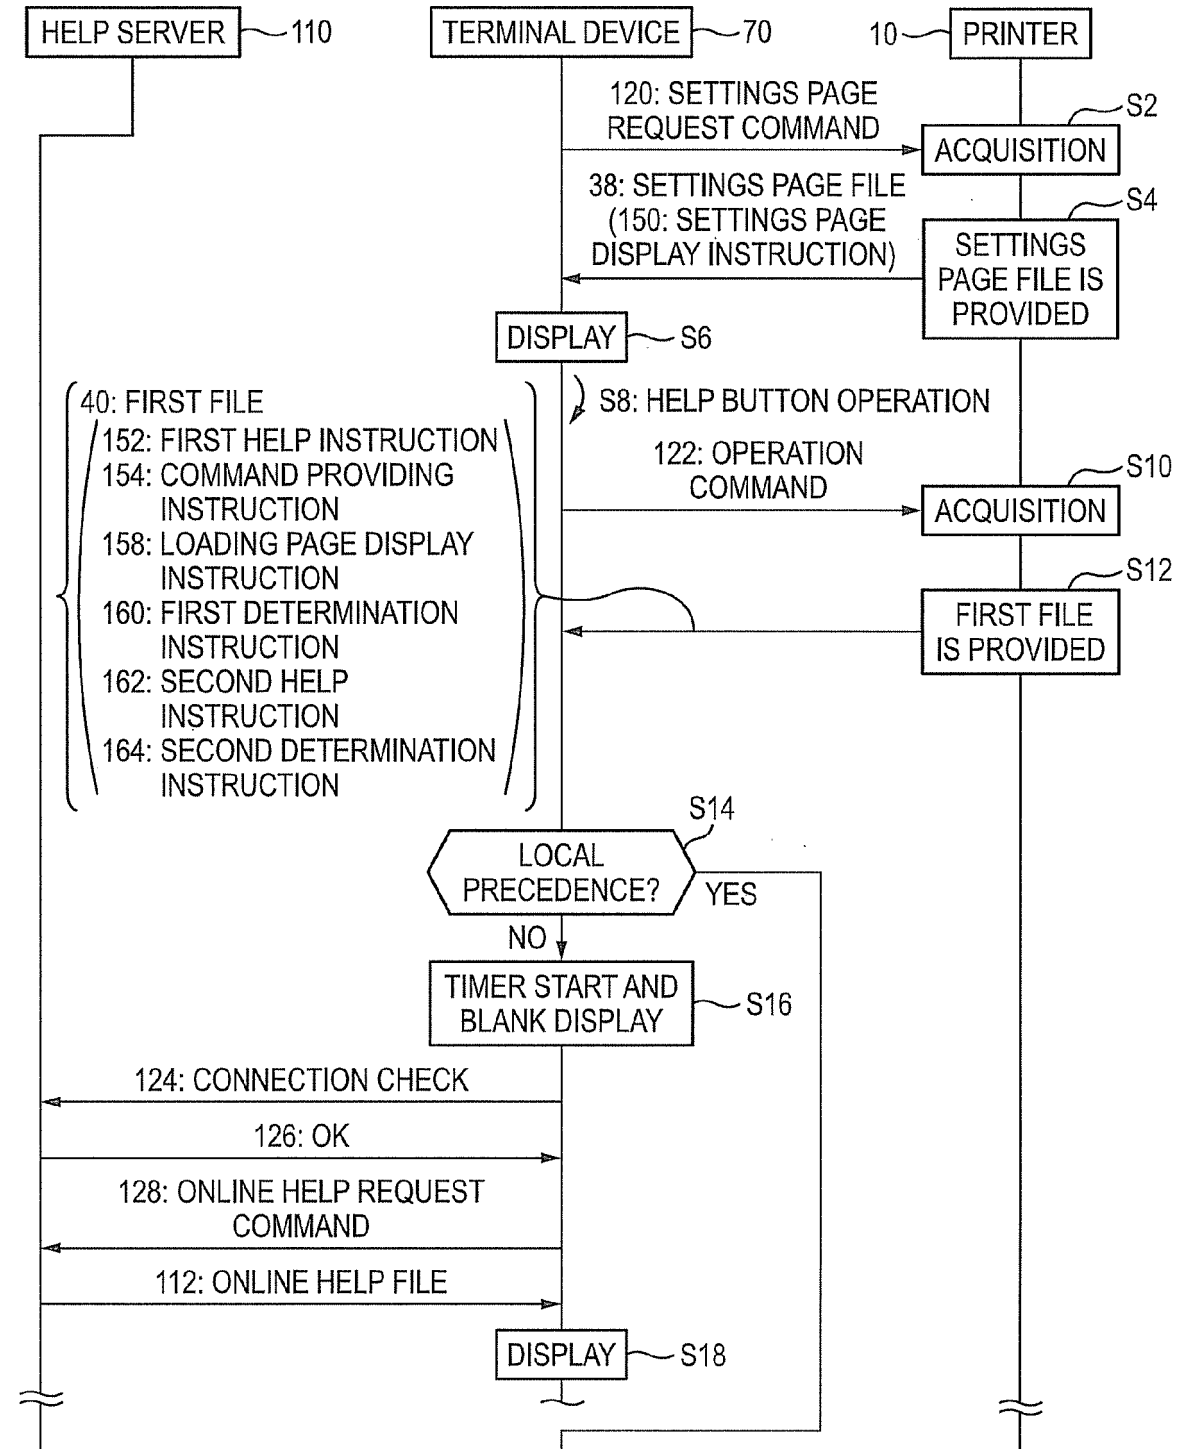 HELP SERVER
110
TERMINAL DEVICE
70
10
PRINTER
120: SETTINGS PAGE
REQUEST COMMAND
S2
ACQUISITION
38: SETTINGS PAGE FILE
(150: SETTINGS PAGE
DISPLAY INSTRUCTION)
S4
SETTINGS
PAGE FILE IS
PROVIDED
DISPLAY
S6
S8: HELP BUTTON OPERATION
40: FIRST FILE
152: FIRST HELP INSTRUCTION
154: COMMAND PROVIDING
INSTRUCTION
158: LOADING PAGE DISPLAY
INSTRUCTION
160: FIRST DETERMINATION
INSTRUCTION
162: SECOND HELP
INSTRUCTION
164: SECOND DETERMINATION
INSTRUCTION
122: OPERATION
COMMAND
S10
ACQUISITION
S12
FIRST FILE
IS PROVIDED
S14
LOCAL
PRECEDENCE?
YES
NO
TIMER START AND
BLANK DISPLAY
S16
124: CONNECTION CHECK
126: OK
128: ONLINE HELP REQUEST
COMMAND
112: ONLINE HELP FILE
DISPLAY
S18